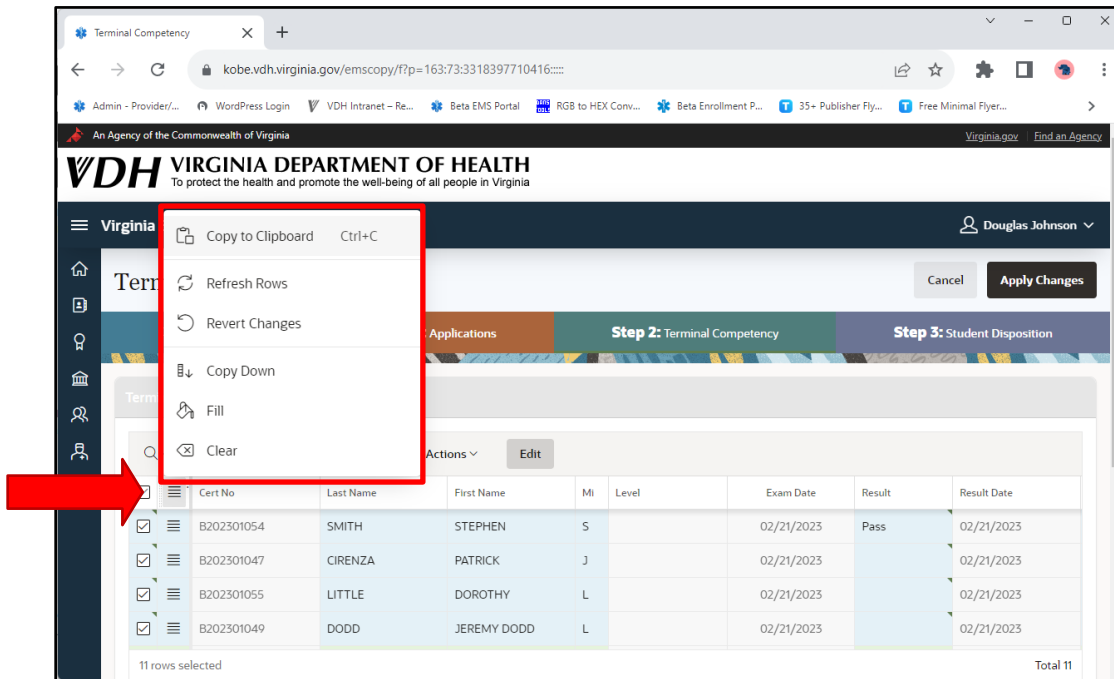 Terminal Competency
kobe.vdh.virginia.gov/emscopy/f?p=163:73:3318397710416:::::
Admin - Provider/... WordPress Login VDH Intranet – Re... Beta EMS Portal RGB to HEX Conv... Beta Enrollment P... 35+ Publisher Fly... Free Minimal Flyer...
An Agency of the Commonwealth of Virginia Virginia.gov Find an Agency
VDH VIRGINIA DEPARTMENT OF HEALTH
To protect the health and promote the well-being of all people in Virginia
Virginia Douglas Johnson
Copy to Clipboard Ctrl+C
Refresh Rows
Revert Changes
Copy Down
Fill
Clear
Term Cancel Apply Changes
Applications Step 2: Terminal Competency Step 3: Student Disposition
Term
Actions Edit
Cert No Last Name First Name Mi Level Exam Date Result Result Date
B202301054 SMITH STEPHEN S 02/21/2023 Pass 02/21/2023
B202301047 CIRENZA PATRICK J 02/21/2023 02/21/2023
B202301055 LITTLE DOROTHY L 02/21/2023 02/21/2023
B202301049 DODD JEREMY DODD L 02/21/2023 02/21/2023
11 rows selected Total 11